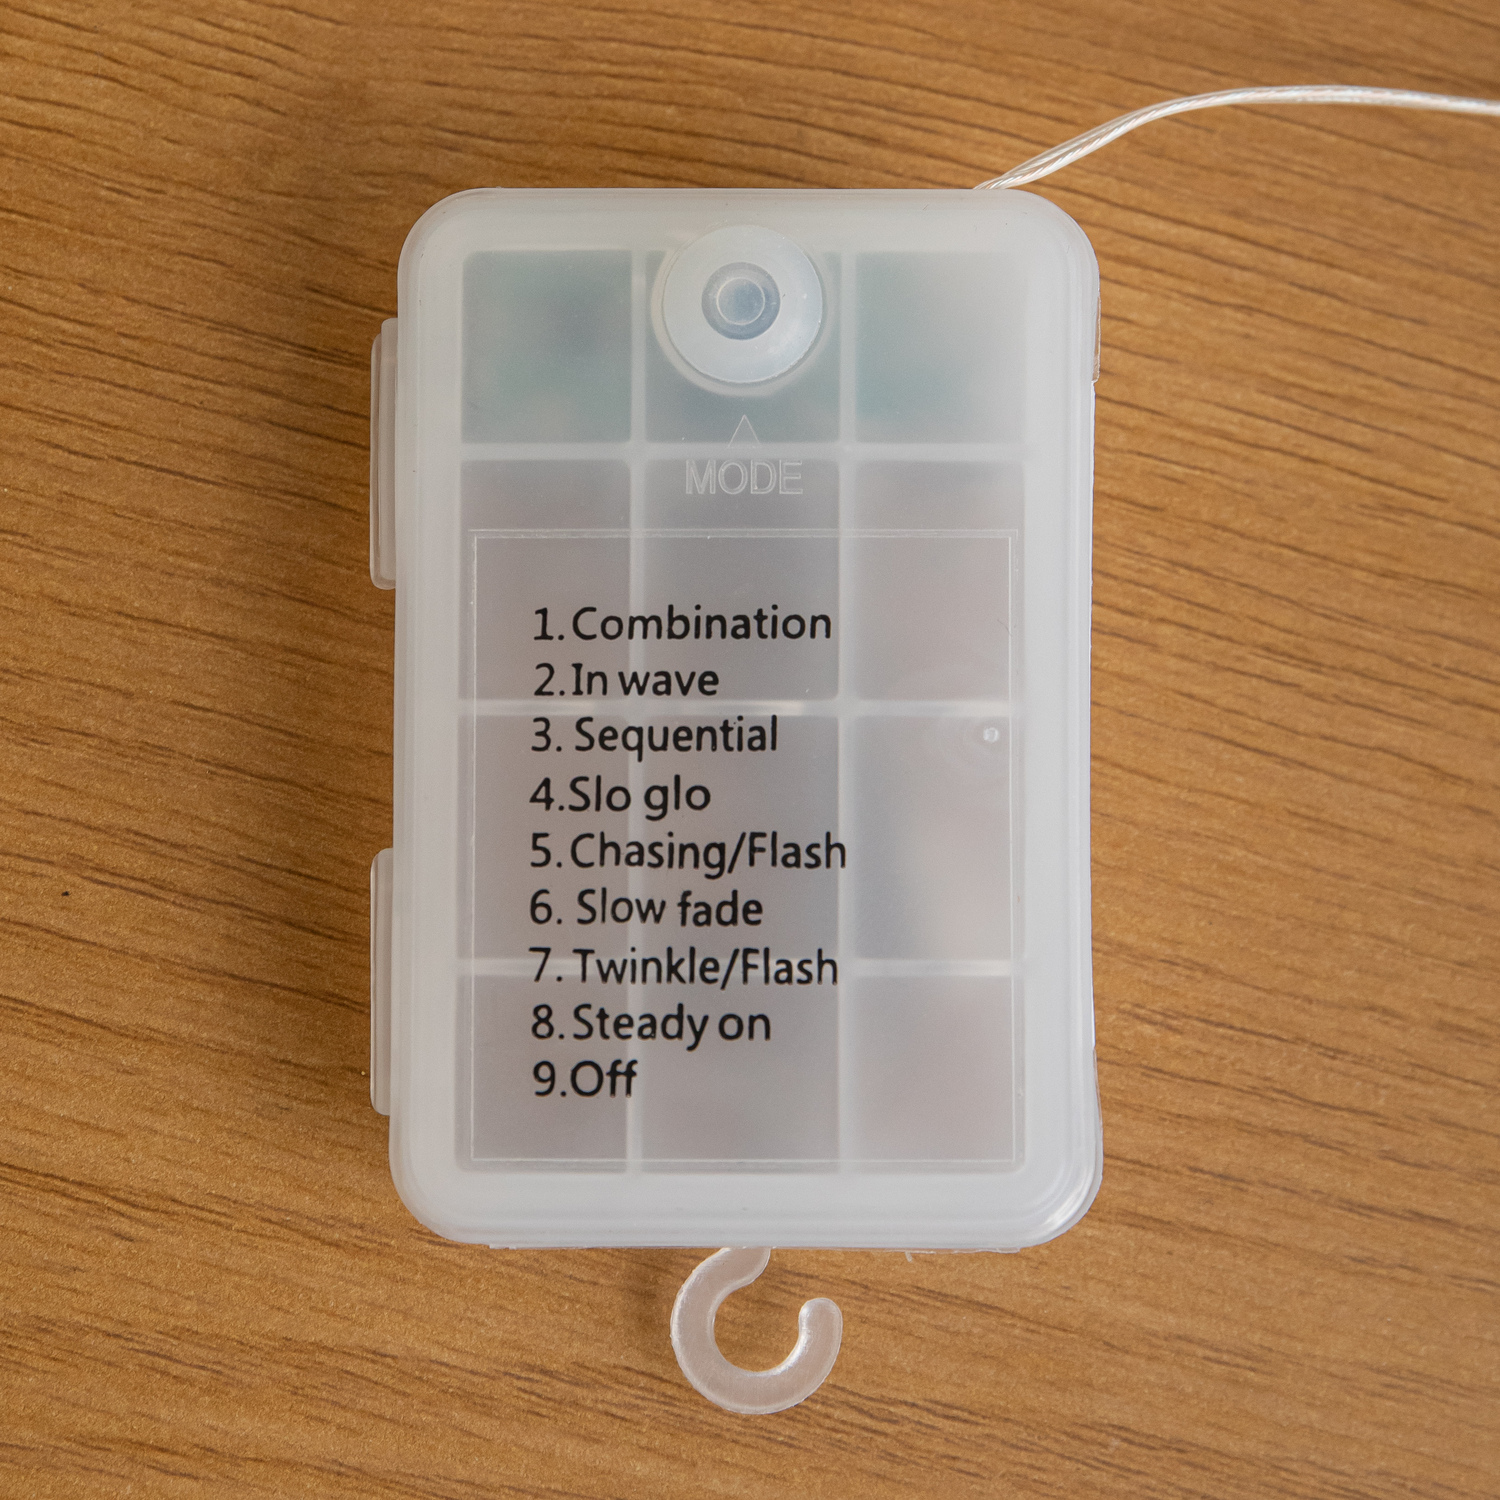 MODE
1.Combination
2.In wave
3. Sequential
4.Slo glo
5.Chasing/Flash
6. Slow fade
7. Twinkle/Flash
8.Steady on
9.Off